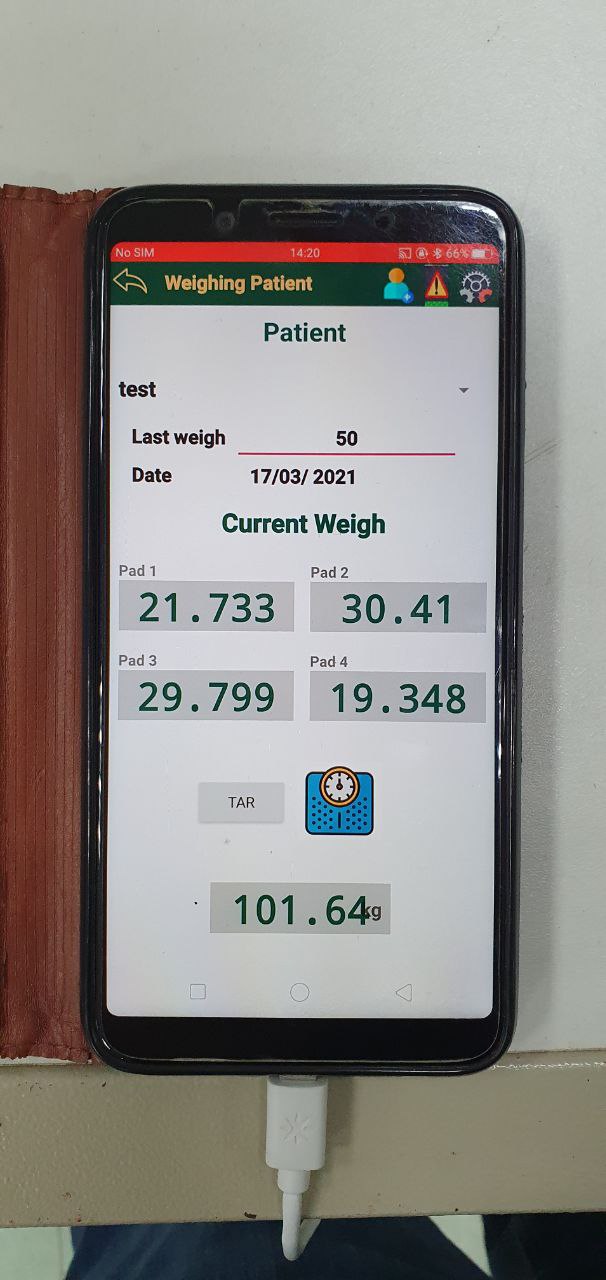 No SIM 14:20 66%
Weighing Patient
Patient
test
Last weigh 50
Date 17/03/ 2021
Current Weigh
Pad 1 Pad 2
21.733 30.41
Pad 3 Pad 4
29.799 19.348
TAR
101.64kg